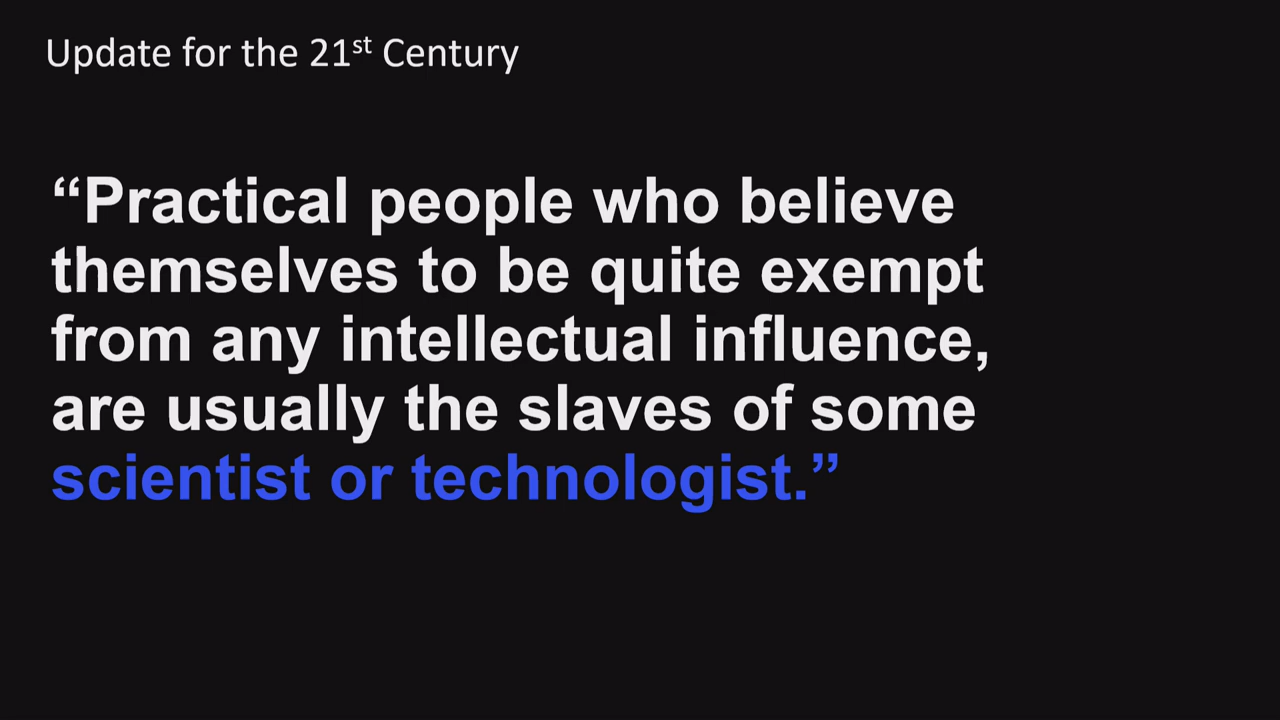 Update for the 21st Century
“Practical people who believe
themselves to be quite exempt
from any intellectual influence,
are usually the slaves of some
scientist or technologist.”